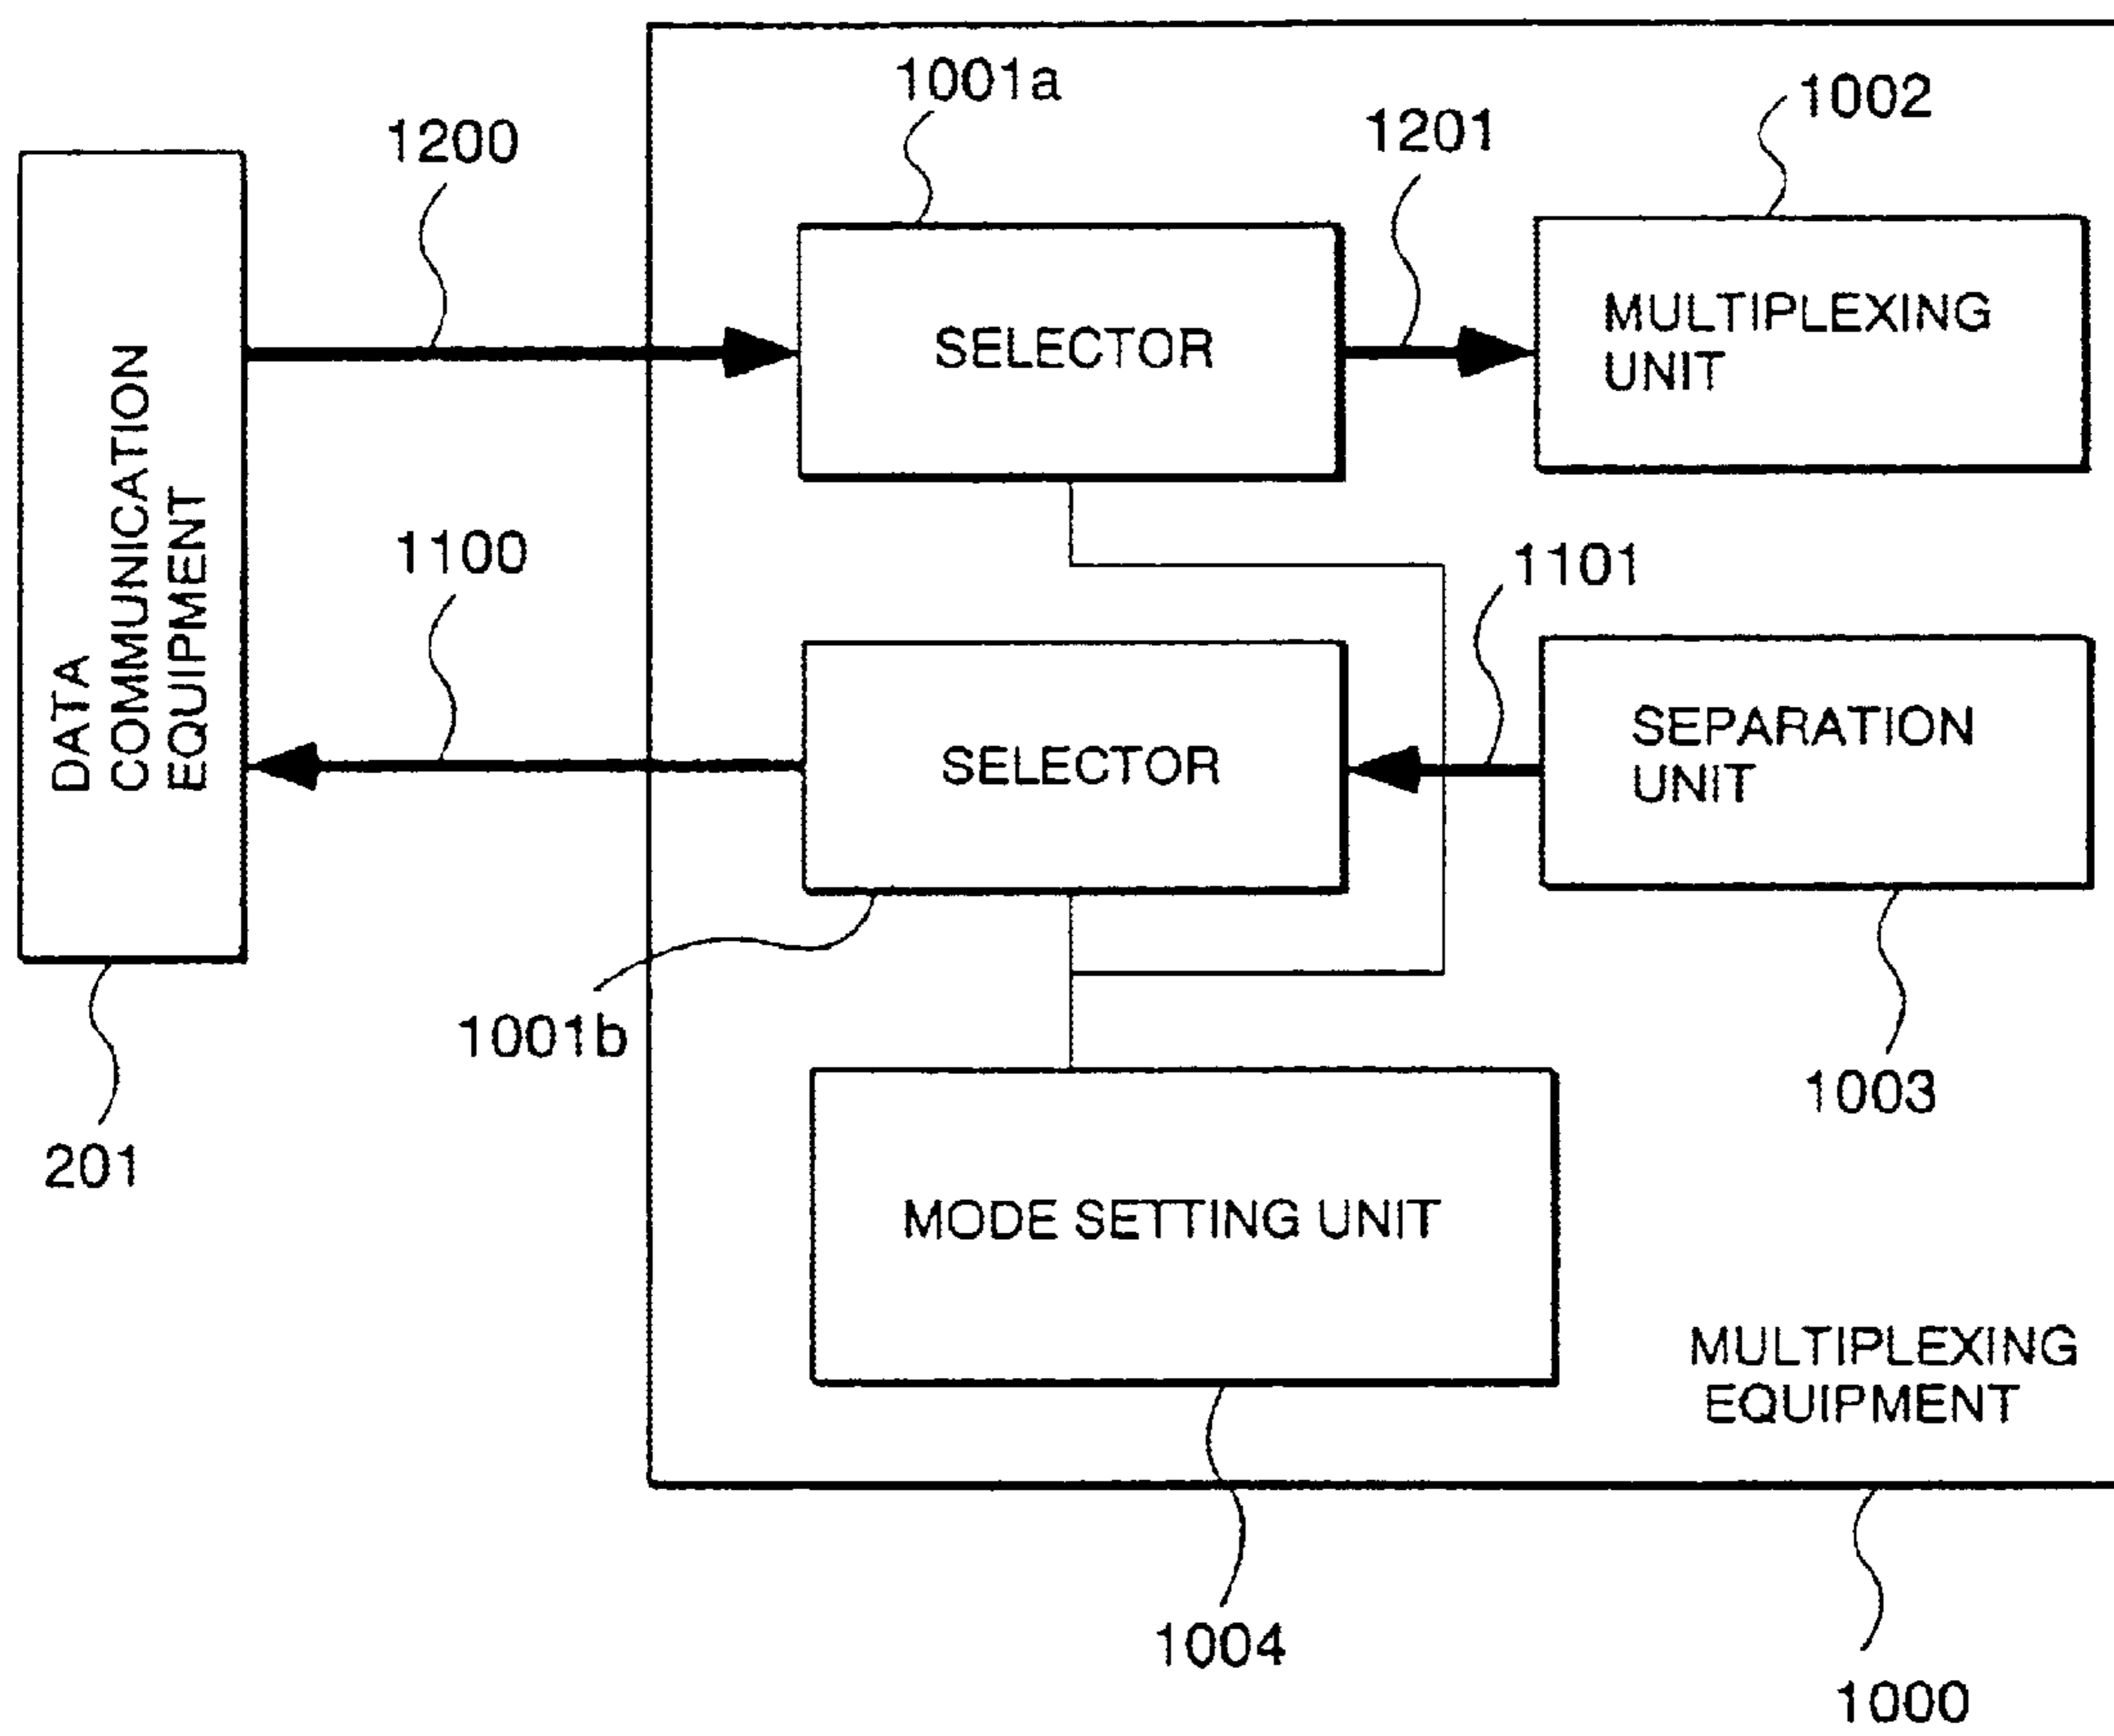 1001a
1002
1200
1201
SELECTOR
MULTIPLEXING
UNIT
DATA
COMMUNICATION
EQUIPMENT
1100
1101
SELECTOR
SEPARATION
UNIT
1001b
1003
201
MODE SETTING UNIT
MULTIPLEXING
EQUIPMENT
1004
1000